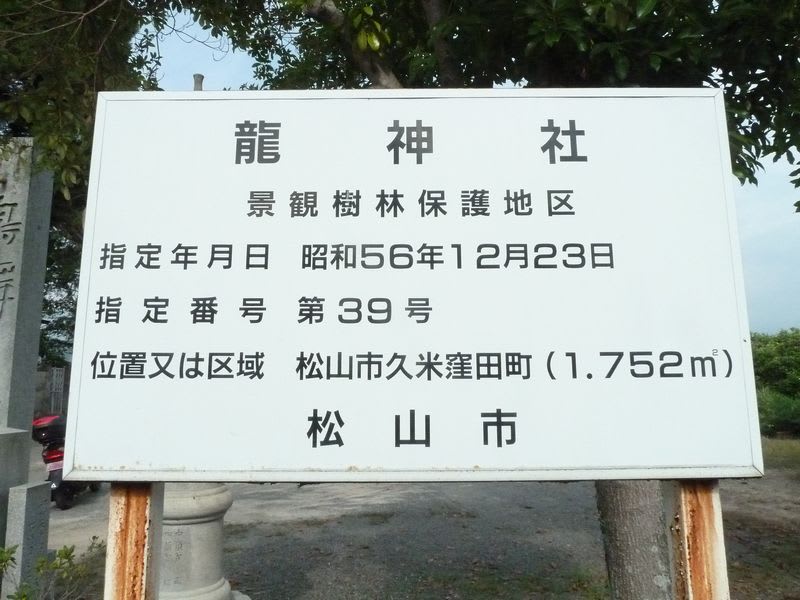 龍神社
景観樹林保護地区
指定年月日 昭和56年12月23日
指定番号 第39号
位置又は区域 松山市久米窪田町(1.752㎡)
松山市